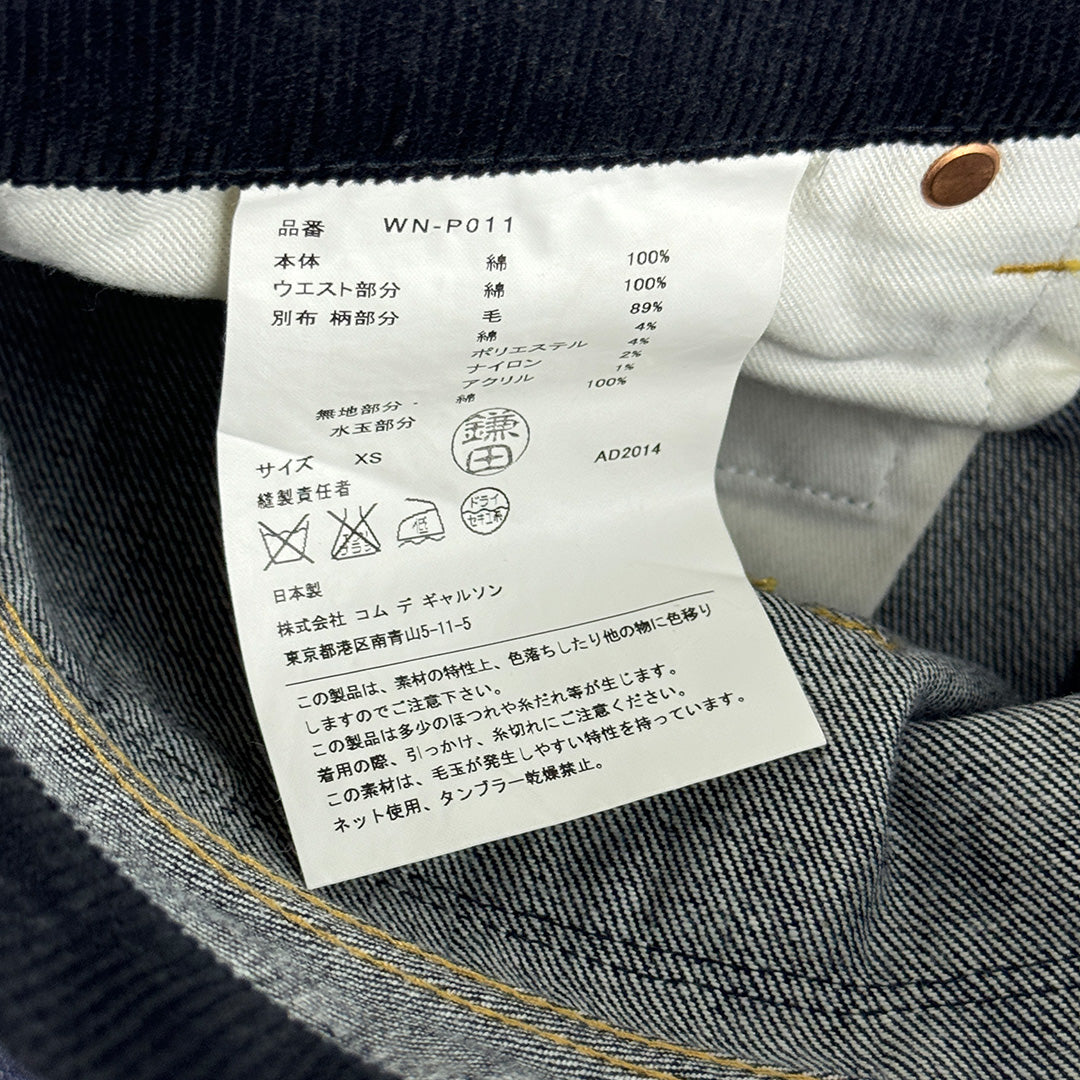 品番 WN-P011
本体 綿 100%
ウエスト部分 綿 100%
別布 柄部分 毛 89%
綿 4%
ポリエステル 4%
ナイロン 2%
アクリル 1%
無地部分・
水玉部分 綿 100%
サイズ XS
鎌田
AD2014
縫製責任者
エンソ
サラシ
低
ドライ
セキユ系
日本製
株式会社 コム デ ギャルソン
東京都港区南青山5-11-5
この製品は、素材の特性上、色落ちしたり他の物に色移り
しますのでご注意下さい。
この製品は多少のほつれや糸だれ等が生じます。
着用の際、引っかけ、糸切れにご注意ください。
この素材は、毛玉が発生しやすい特性を持っています。
ネット使用、タンブラー乾燥禁止。